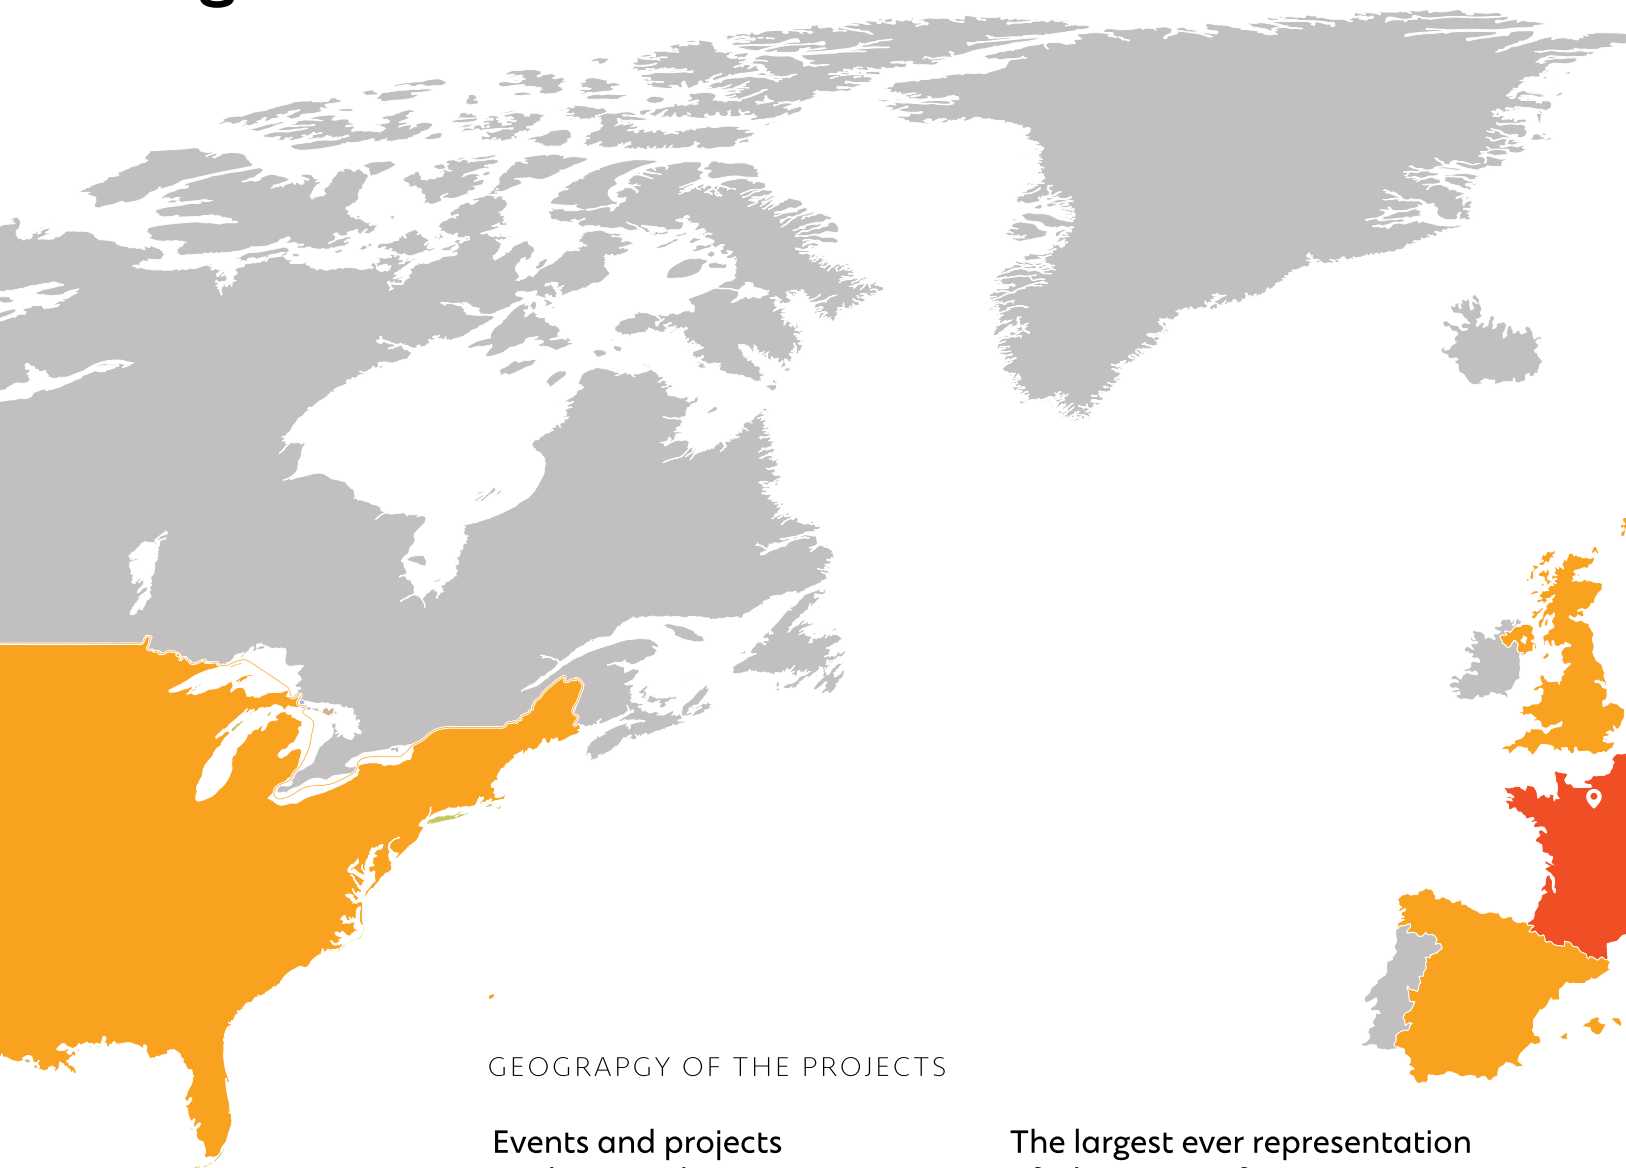 GEOGRAPGY OF THE PROJECTS
Events and projects
The largest ever representation